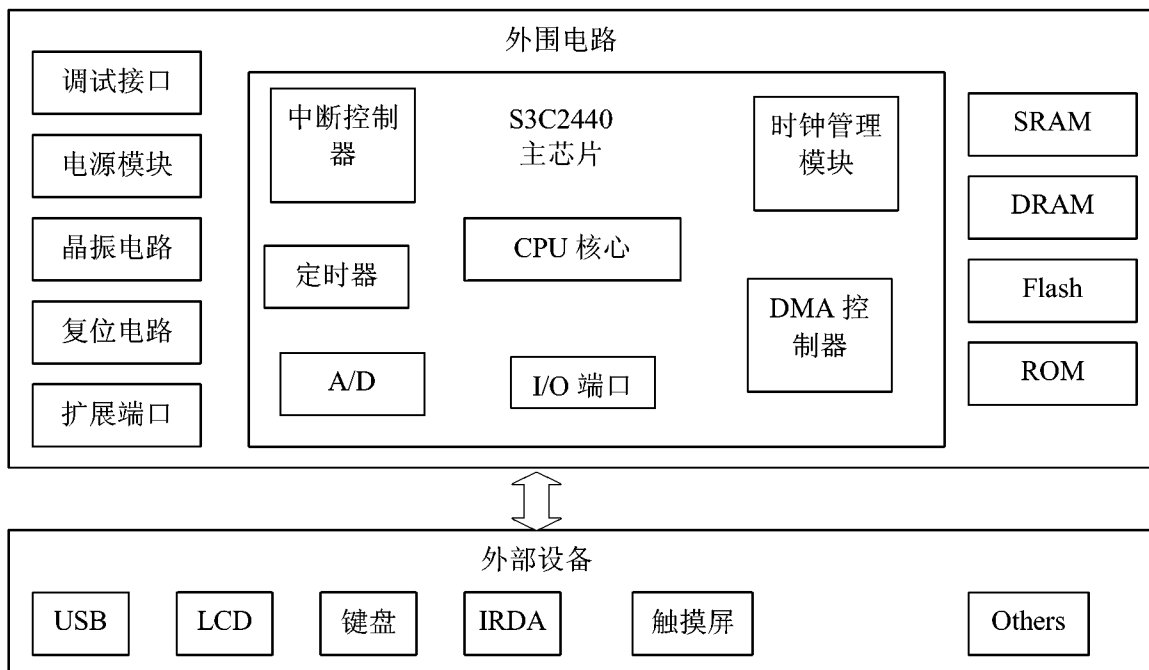 外围电路
调试接口
电源模块
晶振电路
复位电路
扩展端口
中断控制
器
S3C2440
主芯片
时钟管理
模块
CPU 核心
定时器
DMA 控
制器
A/D
I/O 端口
SRAM
DRAM
Flash
ROM
外部设备
USB
LCD
键盘
IRDA
触摸屏
Others